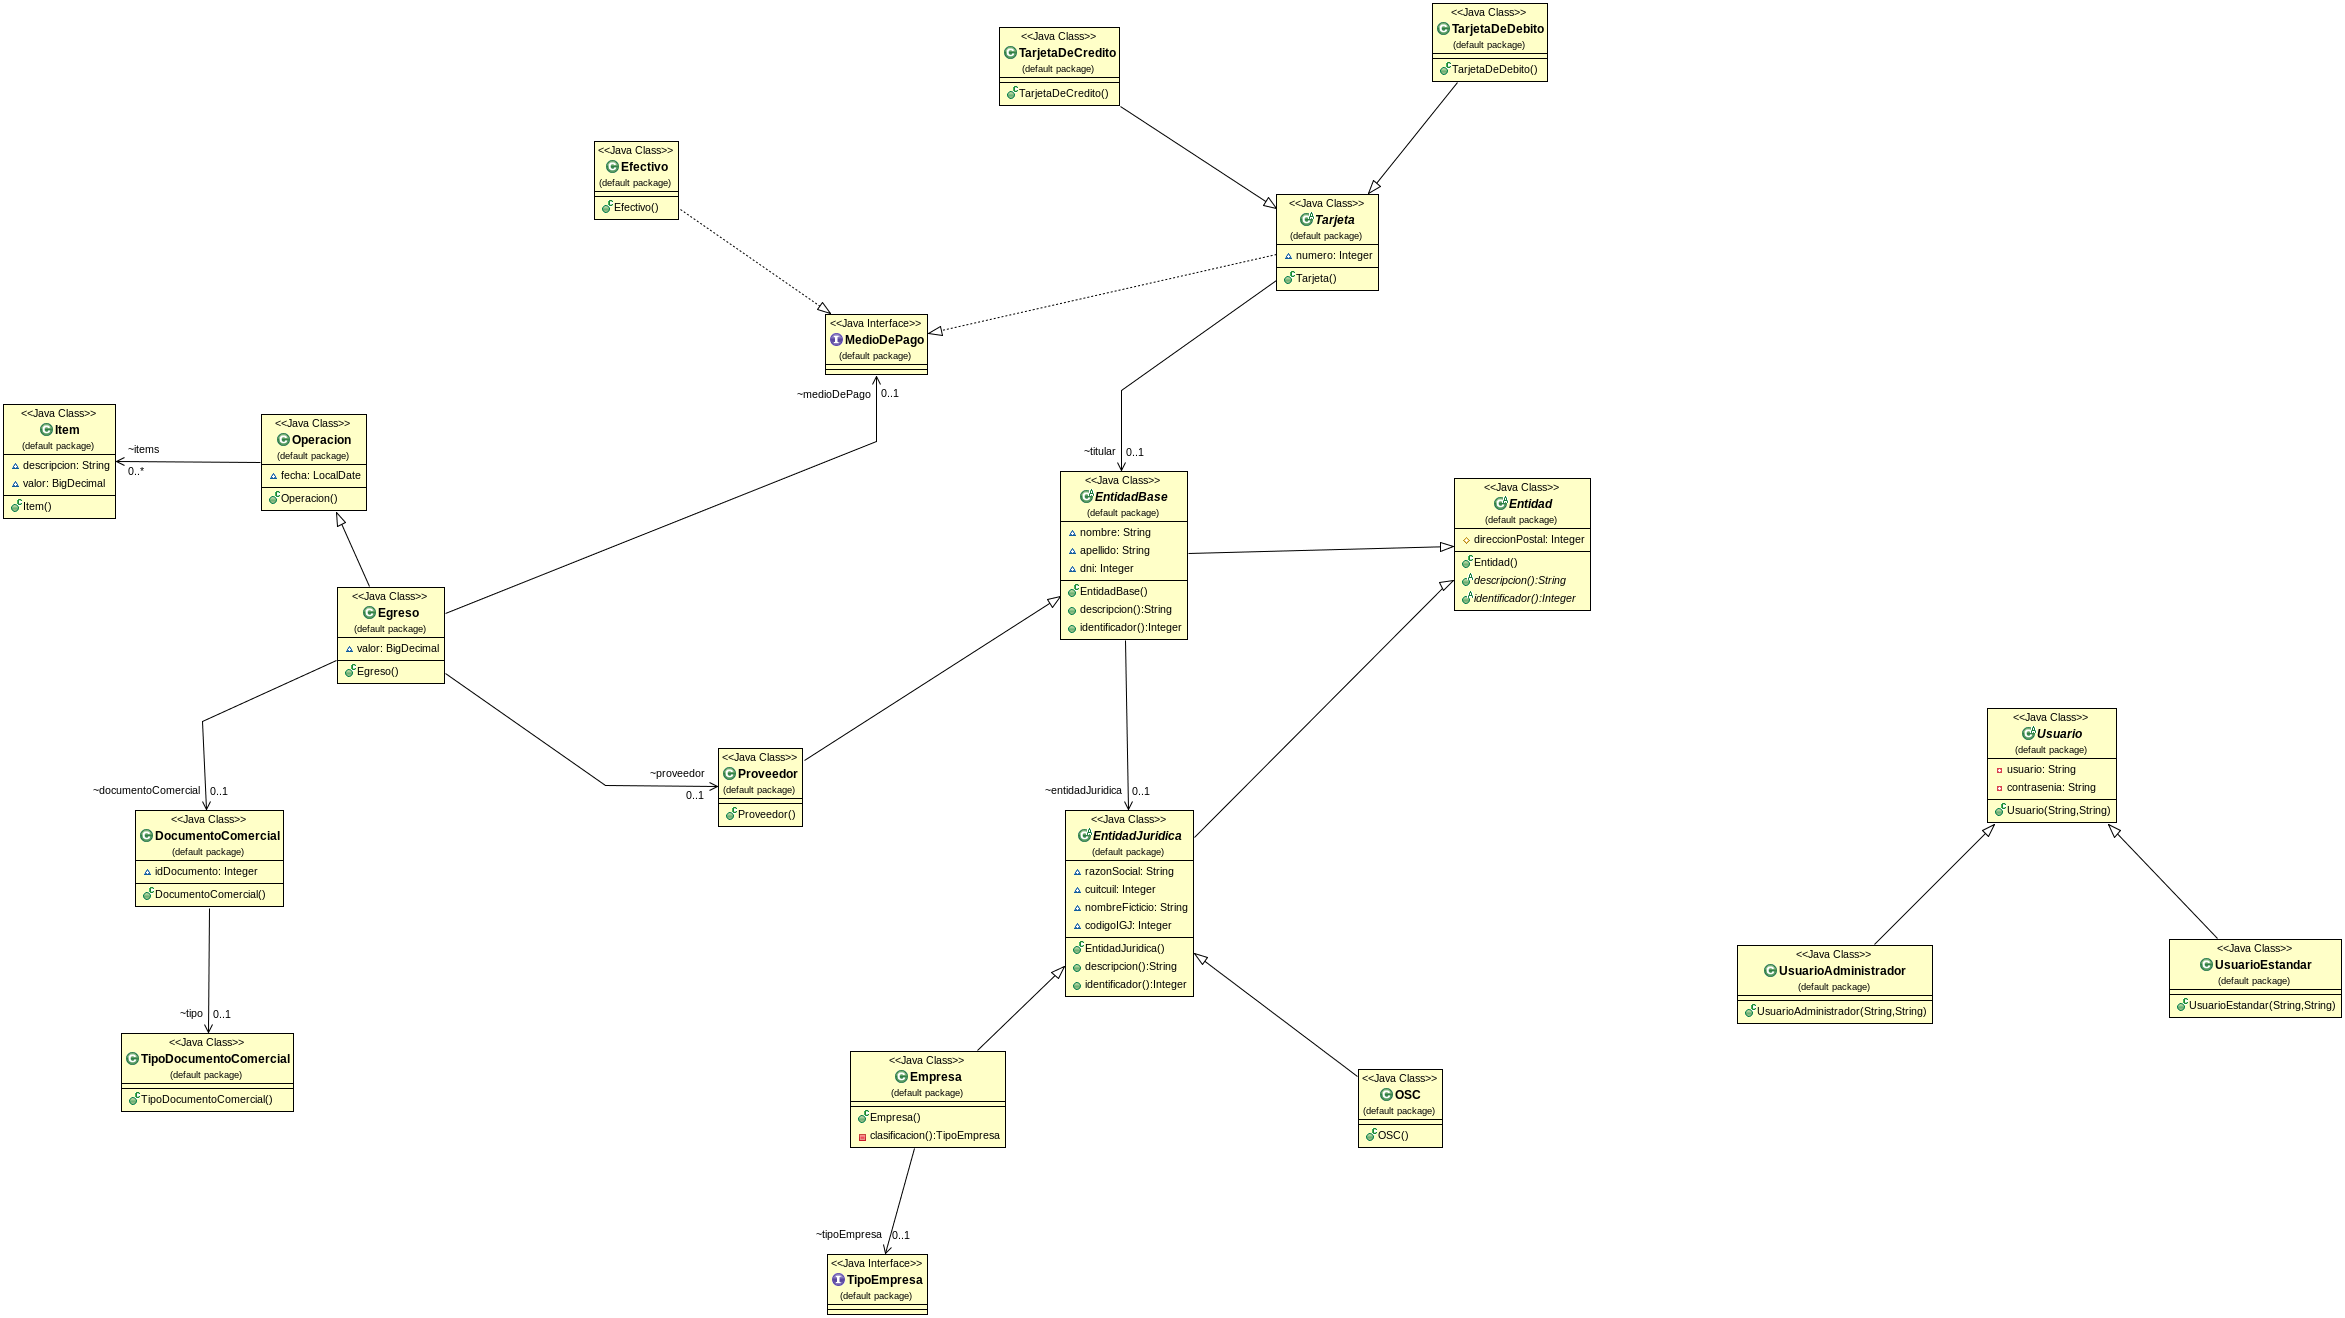 <<Java Class>>
TarjetaDeDebito
(default package)
TarjetaDeDebito()
<<Java Class>>
TarjetaDeCredito
(default package)
TarjetaDeCredito()
<<Java Class>>
Efectivo
(default package)
Efectivo()
<<Java Class>>
Tarjeta
(default package)
numero: Integer
Tarjeta()
<<Java Interface>>
MedioDePago
(default package)
~medioDePago
0..1
<<Java Class>>
Item
(default package)
descripcion: String
valor: BigDecimal
Item()
~items
0..*
<<Java Class>>
Operacion
(default package)
fecha: LocalDate
Operacion()
~titular
0..1
<<Java Class>>
EntidadBase
(default package)
nombre: String
apellido: String
dni: Integer
EntidadBase()
descripcion():String
identificador():Integer
<<Java Class>>
Entidad
(default package)
direccionPostal: Integer
Entidad()
descripcion():String
identificador():Integer
<<Java Class>>
Egreso
(default package)
valor: BigDecimal
Egreso()
<<Java Class>>
Usuario
(default package)
usuario: String
contrasenia: String
Usuario(String,String)
~proveedor
0..1
<<Java Class>>
Proveedor
(default package)
Proveedor()
~documentoComercial
0..1
<<Java Class>>
DocumentoComercial
(default package)
idDocumento: Integer
DocumentoComercial()
~entidadJuridica
0..1
<<Java Class>>
EntidadJuridica
(default package)
razonSocial: String
cuitcuil: Integer
nombreFicticio: String
codigoIGJ: Integer
EntidadJuridica()
descripcion():String
identificador():Integer
<<Java Class>>
UsuarioAdministrador
(default package)
UsuarioAdministrador(String,String)
<<Java Class>>
UsuarioEstandar
(default package)
UsuarioEstandar(String,String)
~tipo
0..1
<<Java Class>>
TipoDocumentoComercial
(default package)
TipoDocumentoComercial()
<<Java Class>>
Empresa
(default package)
Empresa()
clasificacion():TipoEmpresa
<<Java Class>>
OSC
(default package)
OSC()
~tipoEmpresa
0..1
<<Java Interface>>
TipoEmpresa
(default package)